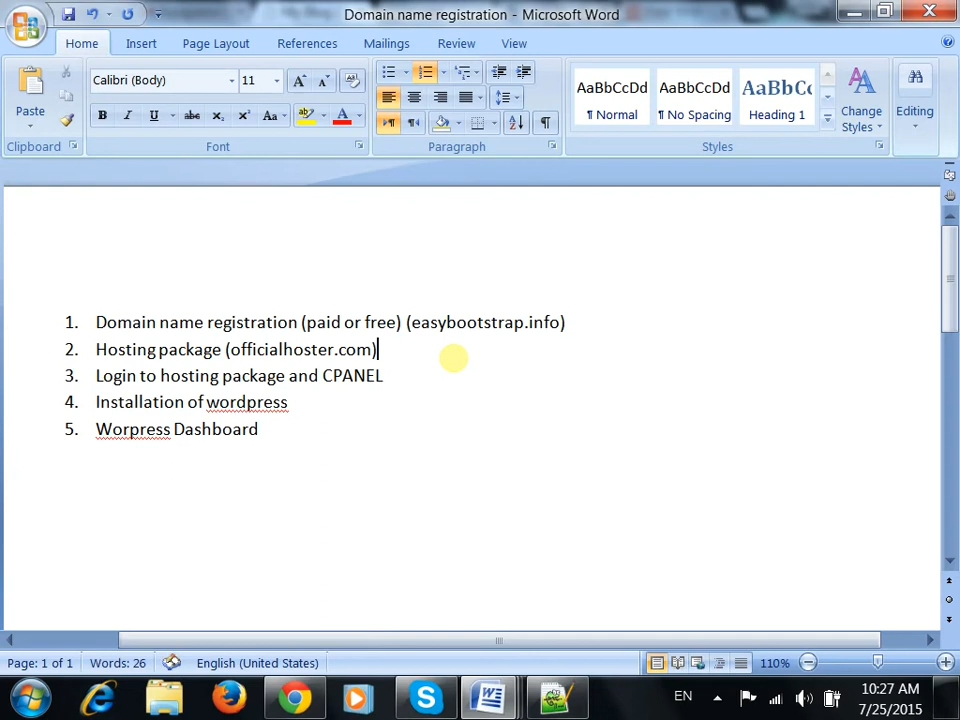 Domain name registration - Microsoft Word
Home Insert Page Layout References Mailings Review View
Paste
Clipboard
Calibri (Body) 11
Font
Paragraph
AaBbCcDd AaBbCcDd AaBbCc
¶ Normal ¶ No Spacing Heading 1
Change Styles
Styles
Editing
1. Domain name registration (paid or free) (easybootstrap.info)
2. Hosting package (officialhoster.com)
3. Login to hosting package and CPANEL
4. Installation of wordpress
5. Worpress Dashboard
Page: 1 of 1 Words: 26 English (United States) 110%
EN 10:27 AM
7/25/2015